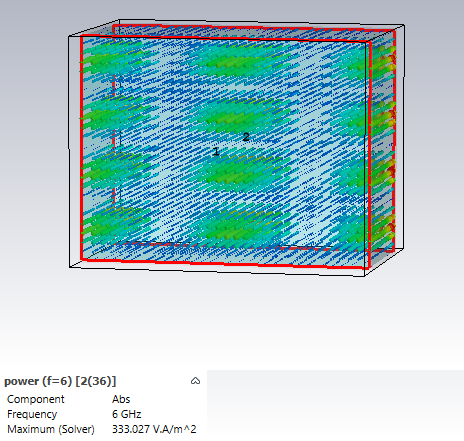 2
1
power (f=6) [2(36)]
Component Abs
Frequency 6 GHz
Maximum (Solver) 333.027 V.A/m^2